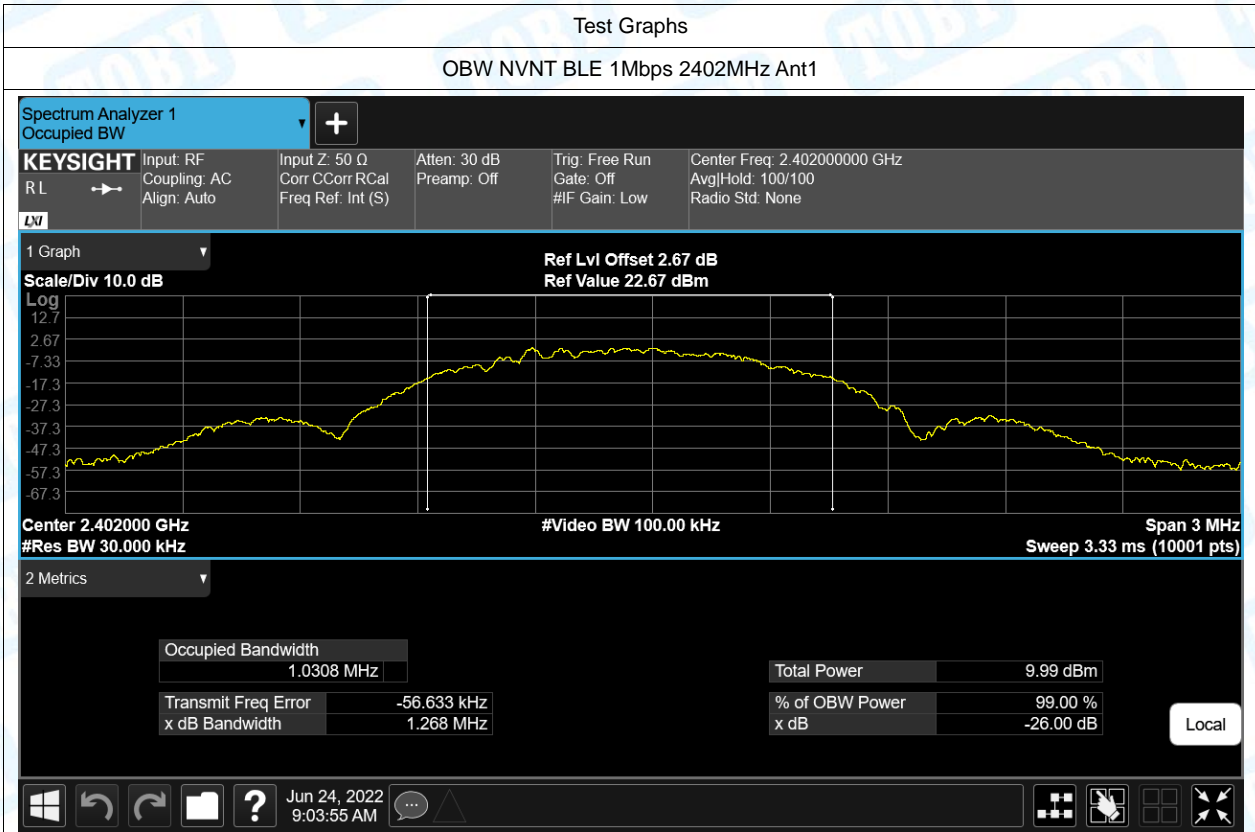 Test Graphs
OBW NVNT BLE 1Mbps 2402MHz Ant1
Spectrum Analyzer 1
Occupied BW
KEYSIGHT
R L
LXI
Input: RF
Coupling: AC
Align: Auto
Input Z: 50 Ω
Corr CCorr RCal
Freq Ref: Int (S)
Atten: 30 dB
Preamp: Off
Trig: Free Run
Gate: Off
#IF Gain: Low
Center Freq: 2.402000000 GHz
Avg|Hold: 100/100
Radio Std: None
1 Graph
Scale/Div 10.0 dB
Ref Lvl Offset 2.67 dB
Ref Value 22.67 dBm
Log
12.7
2.67
-7.33
-17.3
-27.3
-37.3
-47.3
-57.3
-67.3
Center 2.402000 GHz
#Video BW 100.00 kHz
Span 3 MHz
#Res BW 30.000 kHz
Sweep 3.33 ms (10001 pts)
2 Metrics
Occupied Bandwidth
1.0308 MHz
Total Power 9.99 dBm
Transmit Freq Error -56.633 kHz
% of OBW Power 99.00 %
x dB Bandwidth 1.268 MHz
x dB -26.00 dB
Local
?
Jun 24, 2022
9:03:55 AM
TOBY